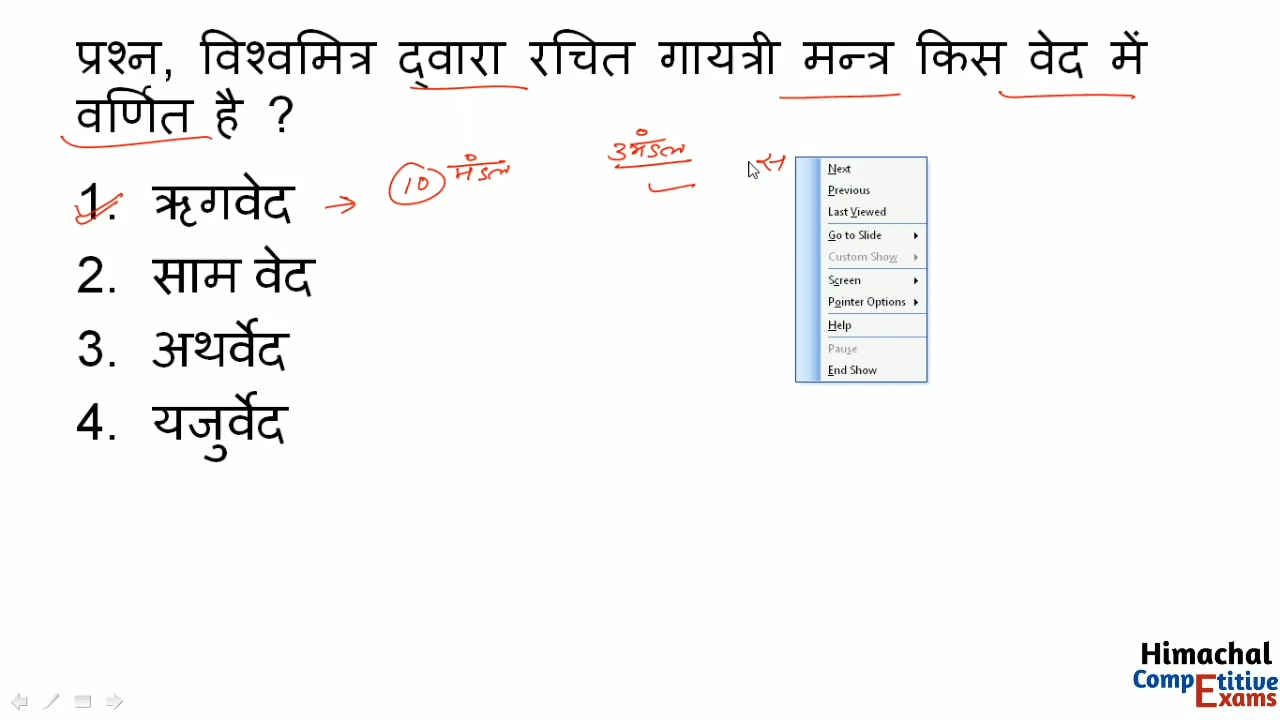 प्रश्न, विश्वमित्र द्वारा रचित गायत्री मन्त्र किस वेद में
वर्णित है ?
1. ऋगवेद → 10 मंडल 3 मंडल
2. साम वेद
3. अथर्वेद
4. यजुर्वेद
Next
Previous
Last Viewed
Go to Slide
Custom Show
Screen
Pointer Options
Help
Pause
End Show
Himachal
CompEtitive
Exams